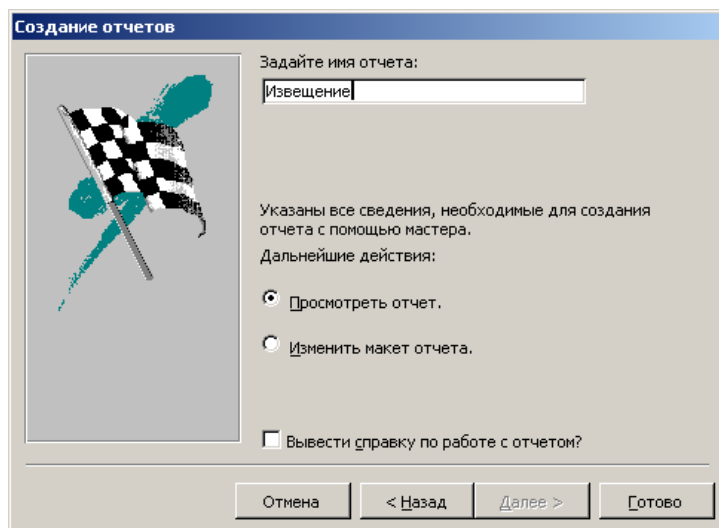 Создание отчетов
Задайте имя отчета:
Извещение
Указаны все сведения, необходимые для создания
отчета с помощью мастера.
Дальнейшие действия:
Просмотреть отчет.
Изменить макет отчета.
Вывести справку по работе с отчетом?
Отмена
< Назад
Далее >
Готово